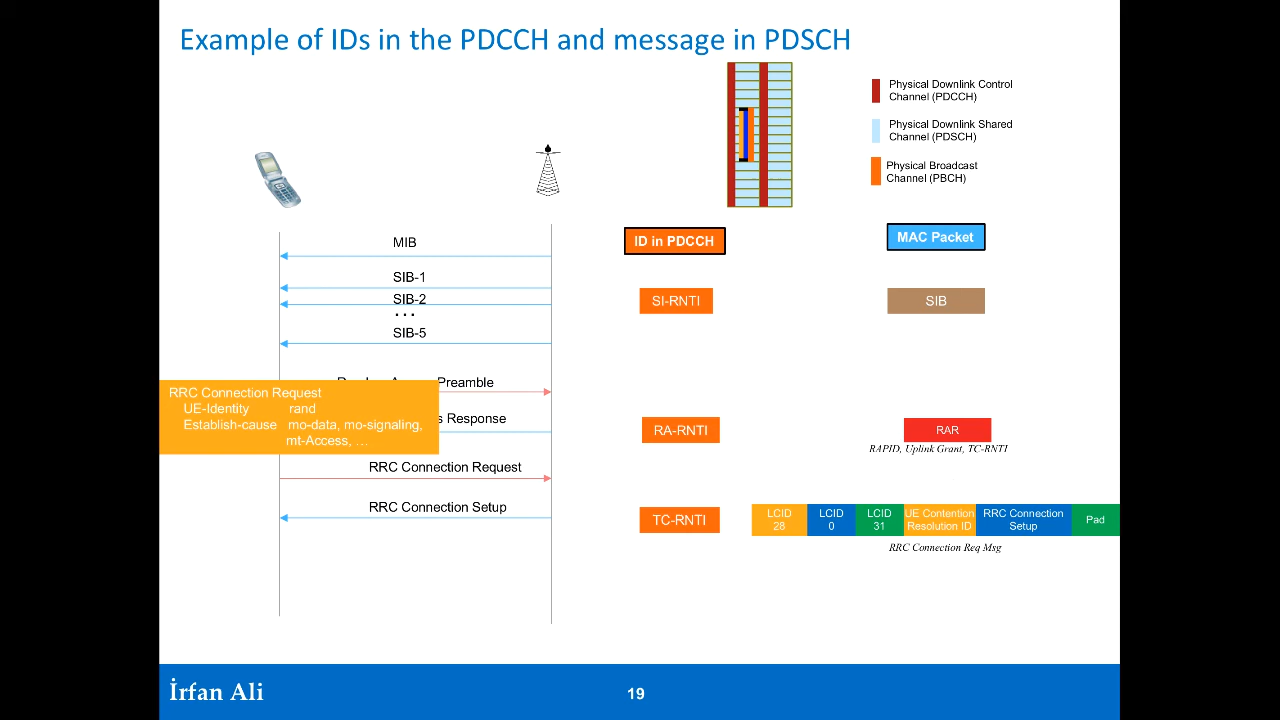 Example of IDs in the PDCCH and message in PDSCH
Physical Downlink Control
Channel (PDCCH)
Physical Downlink Shared
Channel (PDSCH)
Physical Broadcast
Channel (PBCH)
ID in PDCCH
MAC Packet
MIB
SIB-1
SIB-2
...
SIB-5
SI-RNTI
SIB
Preamble
RRC Connection Request
UE-Identity rand
Establish-cause mo-data, mo-signaling,
mt-Access, ...
Response
RA-RNTI
RAR
RAPID, Uplink Grant, TC-RNTI
RRC Connection Request
RRC Connection Setup
TC-RNTI
LCID
28
LCID
0
LCID
31
UE Contention
Resolution ID
RRC Connection
Setup
Pad
RRC Connection Req Msg
İrfan Ali
19